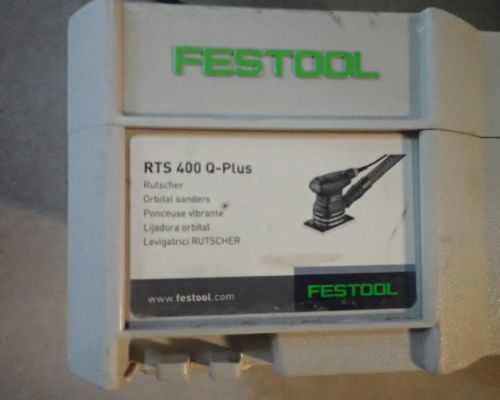 FESTOOL
RTS 400 Q-Plus
Rutscher
Orbital sanders
Ponceuse vibrante
Lijadora orbital
Levigatrici RUTSCHER
www.festool.com
FESTOOL